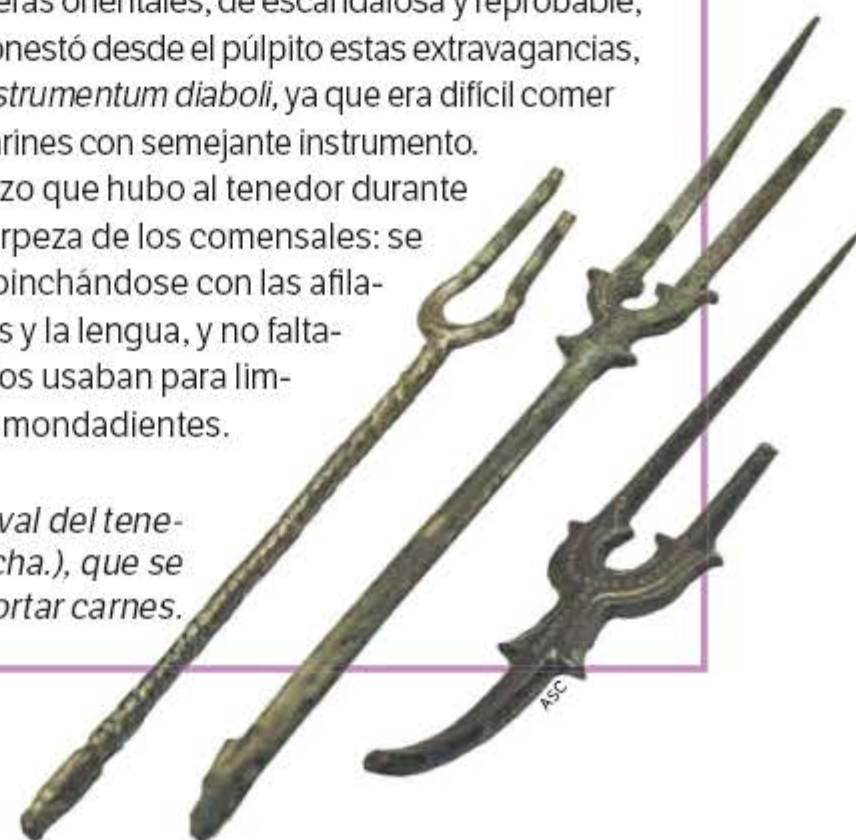 eras orientales, de escandalosa y reprobable,
onestó desde el púlpito estas extravagancias,
strumentum diaboli, ya que era difícil comer
arines con semejante instrumento.
zo que hubo al tenedor durante
rpeza de los comensales: se
pinchándose con las afila-
s y la lengua, y no falta-
os usaban para lim-
mondadientes.
val del tene-
cha.), que se
ortar carnes.
ASC